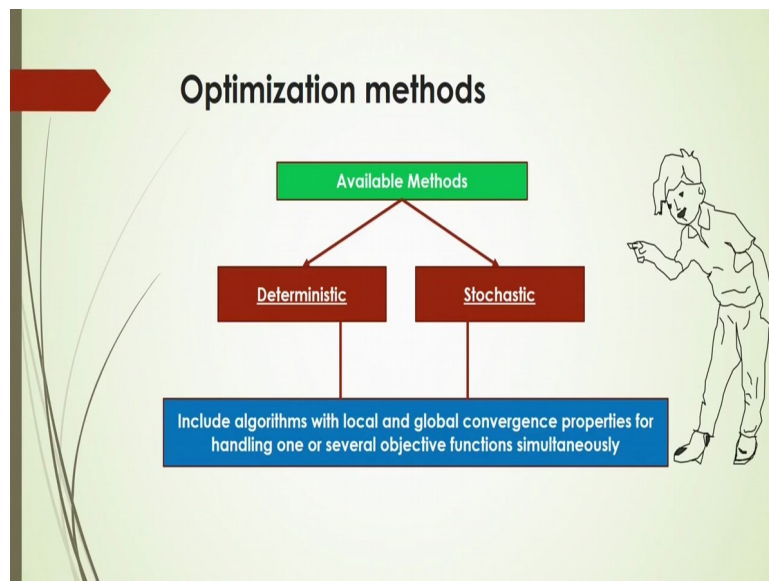 Optimization methods
Available Methods
Deterministic
Stochastic
Include algorithms with local and global convergence properties for
handling one or several objective functions simultaneously